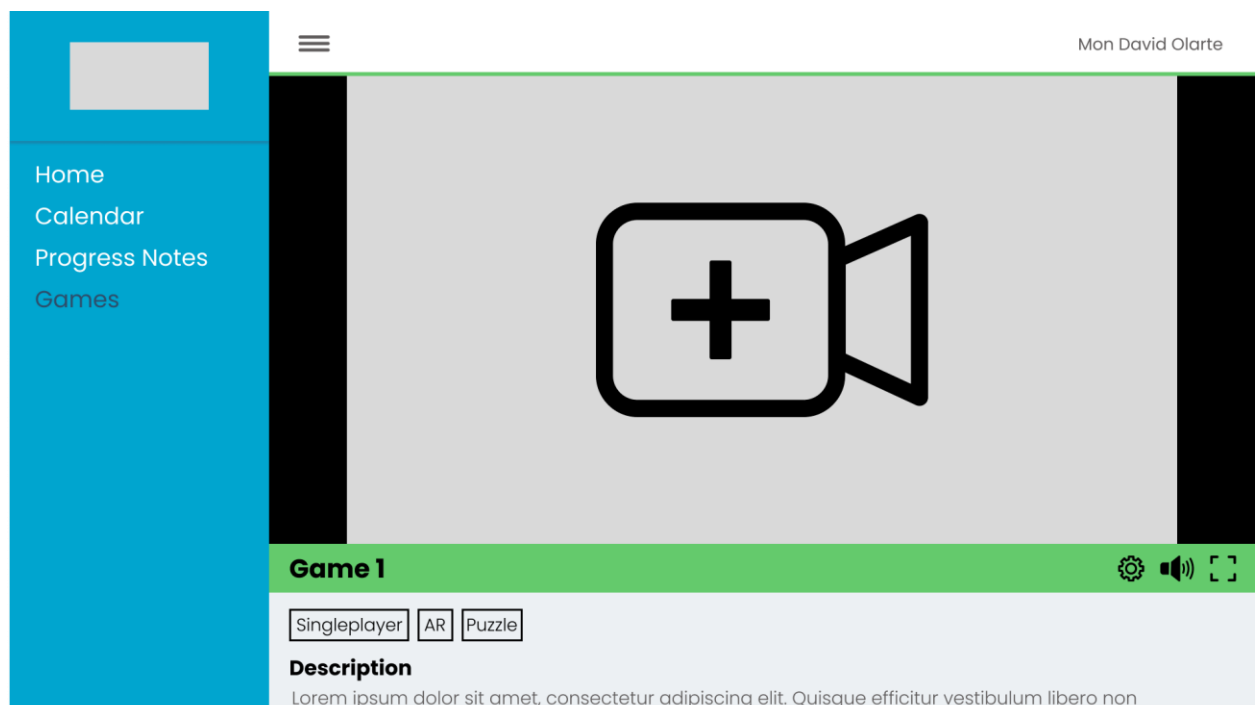 Mon David Olarte
Home
Calendar
Progress Notes
Games
Game 1
Singleplayer AR Puzzle
Description
Lorem ipsum dolor sit amet, consectetur adipiscing elit. Quisque efficitur vestibulum libero non